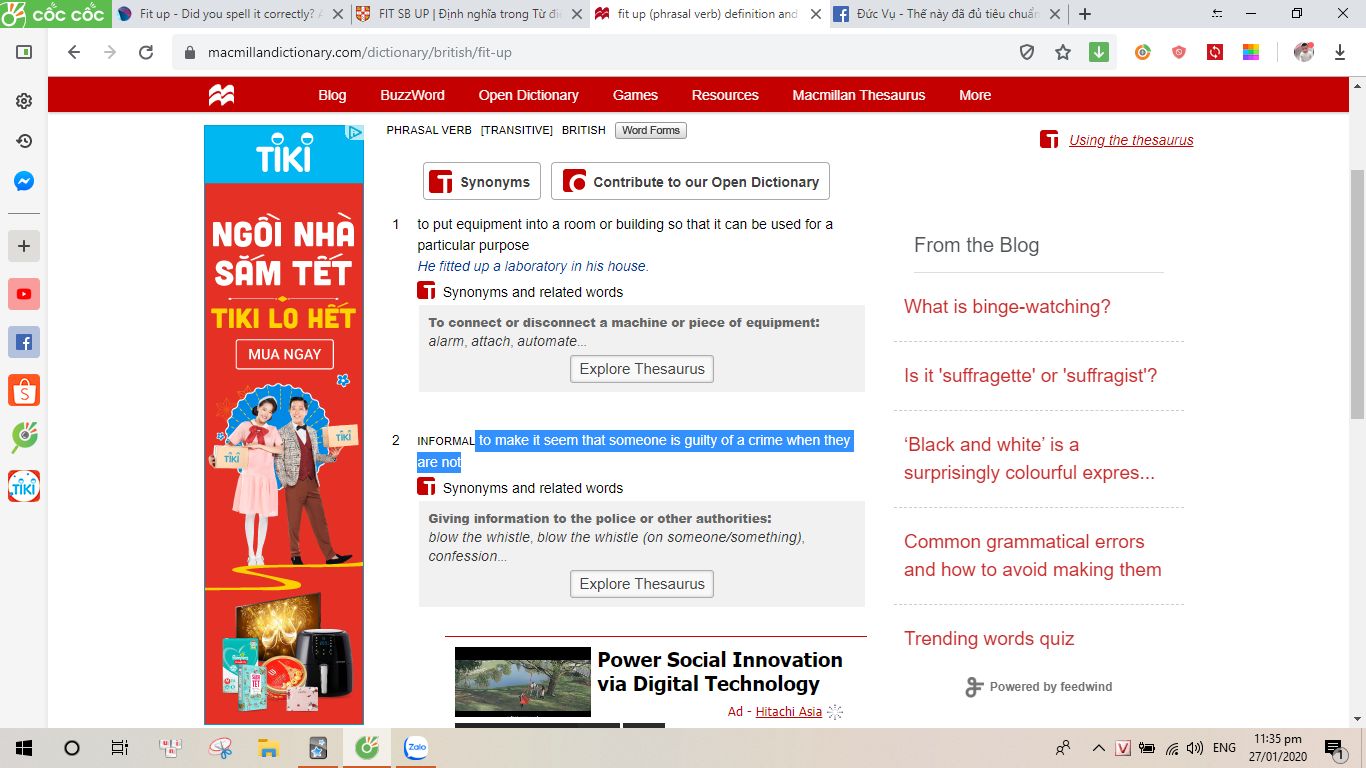 cốc cốc
Fit up - Did you spell it correctly? A
FIT SB UP | Định nghĩa trong Từ điể
fit up (phrasal verb) definition and
Đức Vụ - Thế này đã đủ tiêu chuẩn
macmillandictionary.com/dictionary/british/fit-up
Blog BuzzWord Open Dictionary Games Resources Macmillan Thesaurus More
PHRASAL VERB [TRANSITIVE] BRITISH Word Forms
Using the thesaurus
Synonyms
Contribute to our Open Dictionary
1 to put equipment into a room or building so that it can be used for a
particular purpose
He fitted up a laboratory in his house.
Synonyms and related words
To connect or disconnect a machine or piece of equipment:
alarm, attach, automate...
Explore Thesaurus
2 INFORMAL to make it seem that someone is guilty of a crime when they
are not
Synonyms and related words
Giving information to the police or other authorities:
blow the whistle, blow the whistle (on someone/something),
confession...
Explore Thesaurus
Power Social Innovation
via Digital Technology
Ad - Hitachi Asia
TIKI
NGÔI NHÀ
SẮM TẾT
TIKI LO HẾT
MUA NGAY
TIKI
TIKI
From the Blog
What is binge-watching?
Is it 'suffragette' or 'suffragist'?
‘Black and white’ is a
surprisingly colourful expres...
Common grammatical errors
and how to avoid making them
Trending words quiz
Powered by feedwind
TIKI
Zalo
ENG
11:35 pm
27/01/2020
1